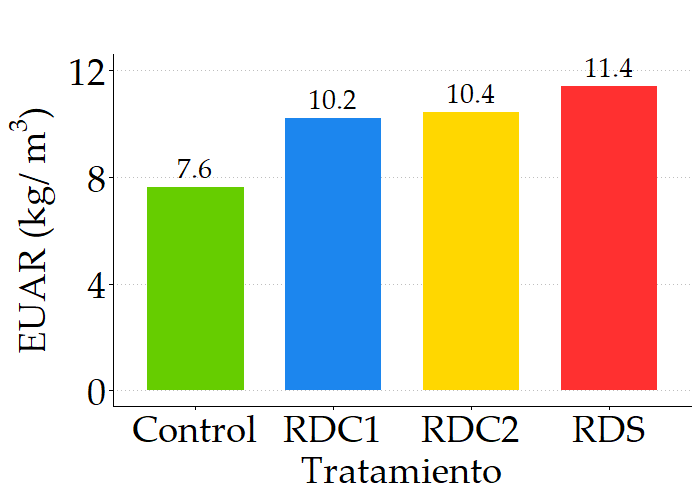 EUAR (kg/ m³)
12
8
4
0
7.6
10.2
10.4
11.4
Control RDC1 RDC2 RDS
Tratamiento